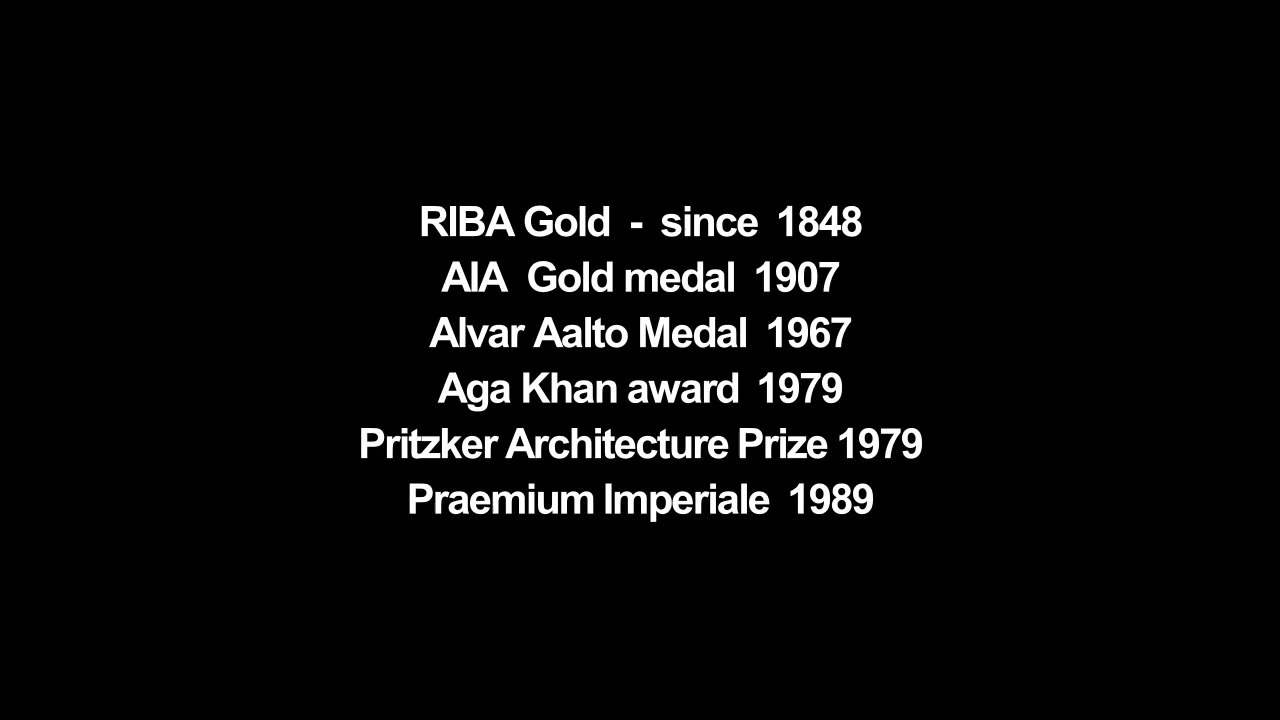 RIBA Gold - since 1848
AIA Gold medal 1907
Alvar Aalto Medal 1967
Aga Khan award 1979
Pritzker Architecture Prize 1979
Praemium Imperiale 1989